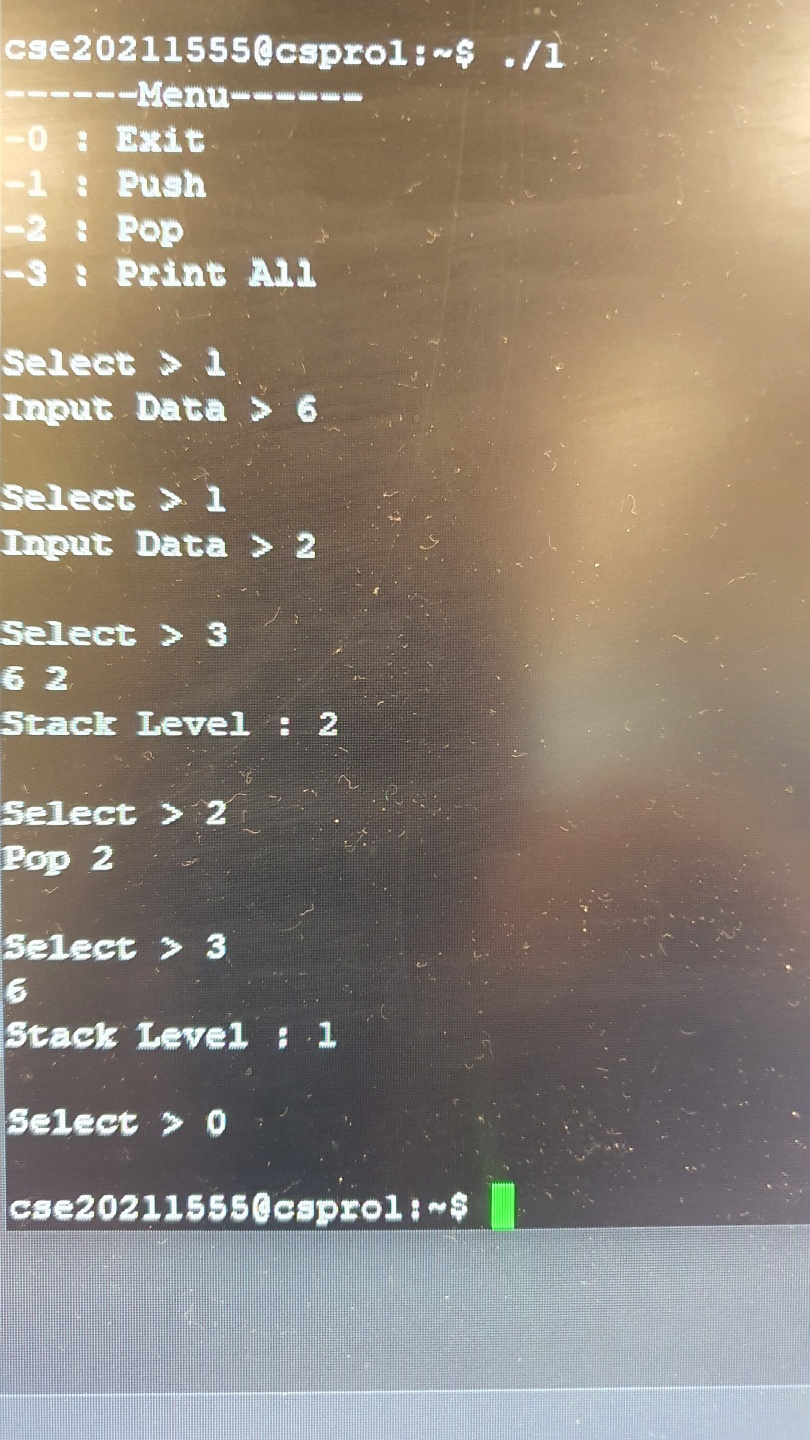 cse20211555@csprol:~$ ./1
------Menu------
-0 : Exit
-1 : Push
-2 : Pop
-3 : Print All
Select > 1
Input Data > 6
Select > 1
Input Data > 2
Select > 3
6 2
Stack Level : 2
Select > 2
Pop 2
Select > 3
6
Stack Level : 1
Select > 0
cse20211555@csprol:~$